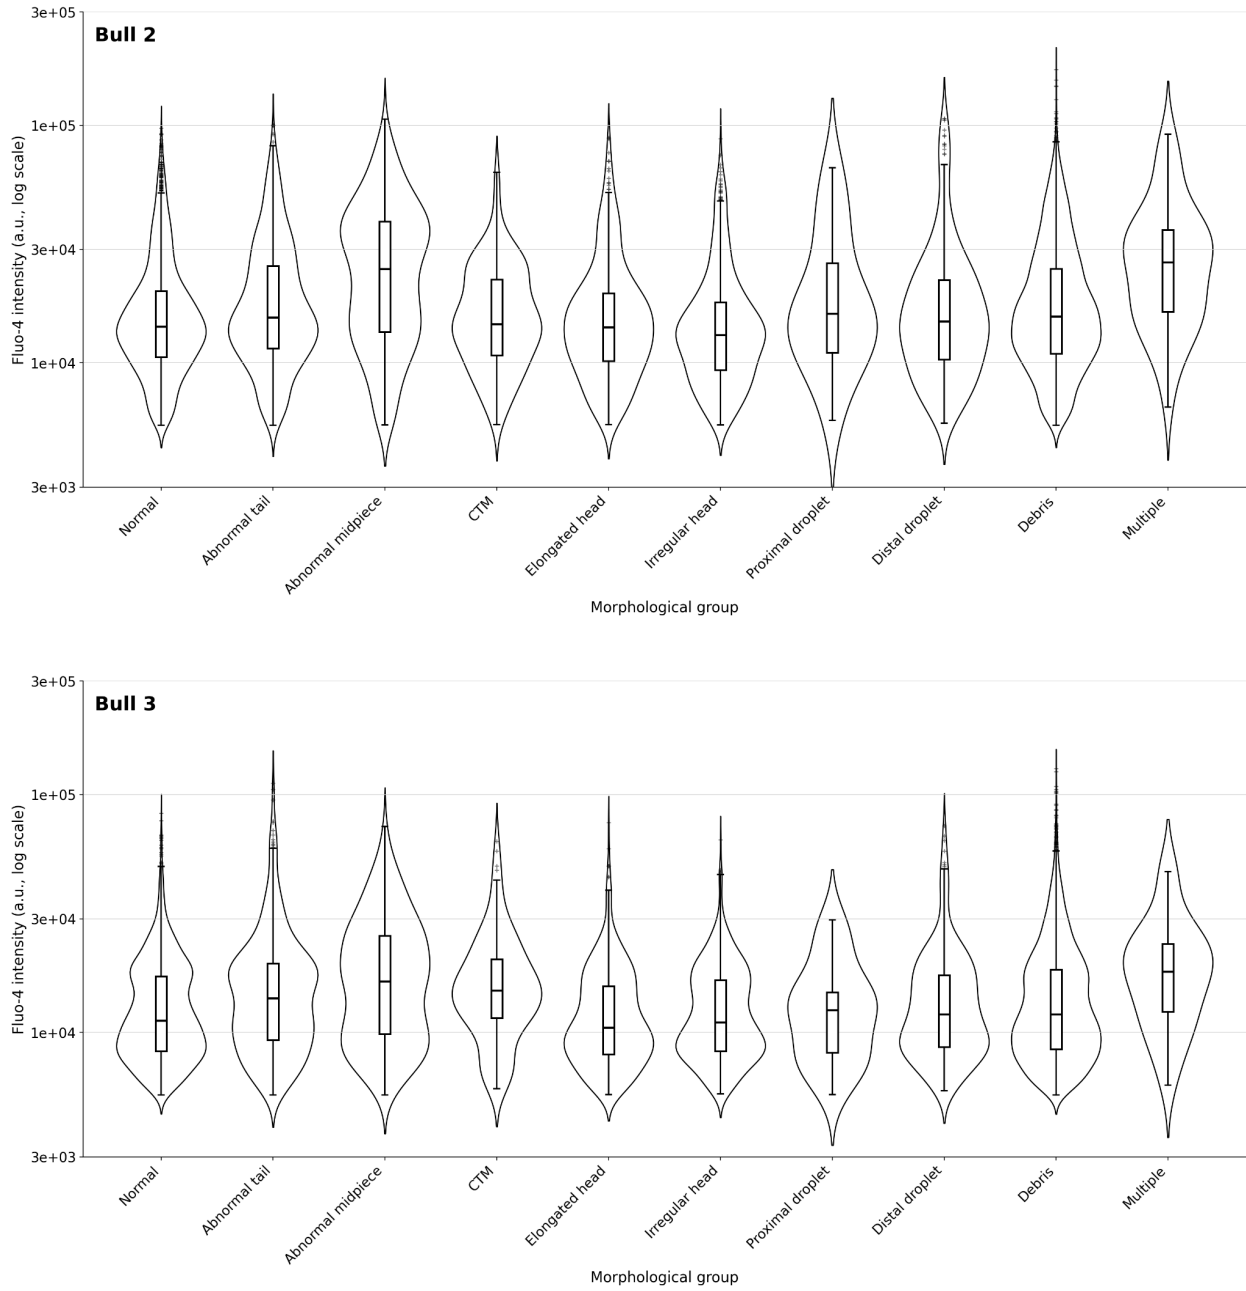 Bull 2
Fluo-4 intensity (a.u., log scale)
3e+05
1e+05
3e+04
1e+04
3e+03
Normal
Abnormal tail
Abnormal midpiece
CTM
Elongated head
Irregular head
Proximal droplet
Distal droplet
Debris
Multiple
Morphological group
Bull 3
Fluo-4 intensity (a.u., log scale)
3e+05
1e+05
3e+04
1e+04
3e+03
Normal
Abnormal tail
Abnormal midpiece
CTM
Elongated head
Irregular head
Proximal droplet
Distal droplet
Debris
Multiple
Morphological group